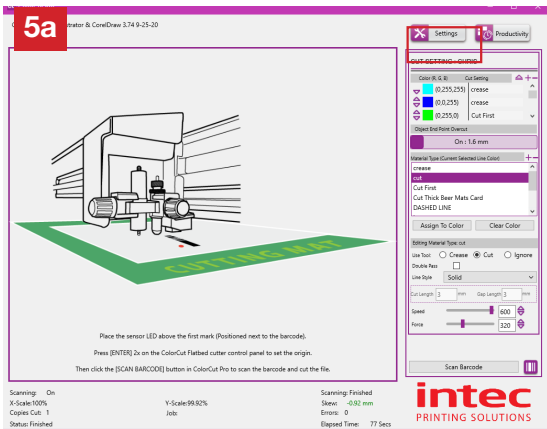 5a
trator & CorelDraw 3.74 9-25-20
Settings
Productivity
CUT SETTING - CHRIS
Color (R, G, B) Cut Setting
(0,255,255) crease
(0,0,255) crease
(0,255,0) Cut First
Object End Point Overcut
On : 1.6 mm
Material Type (Current Selected Line Color)
crease
cut
Cut First
Cut Thick Beer Mats Card
DASHED LINE
Assign To Color Clear Color
Editing Material Type: cut
Use Tool: Crease Cut Ignore
Double Pass
Line Style Solid
Cut Length 3 mm Gap Length 3 mm
Speed 600
Force 320
Scan Barcode
CUTTING MAT
Place the sensor LED above the first mark (Positioned next to the barcode).
Press [ENTER] 2x on the ColorCut Flatbed cutter control panel to set the origin.
Then click the [SCAN BARCODE] button in ColorCut Pro to scan the barcode and cut the file.
Scanning: On Scanning: Finished
X-Scale:100% Y-Scale:99.92% Skew: -0.92 mm
Copies Cut: 1 Job: Errors: 0
Status: Finished Elapsed Time: 77 Secs
intec
PRINTING SOLUTIONS